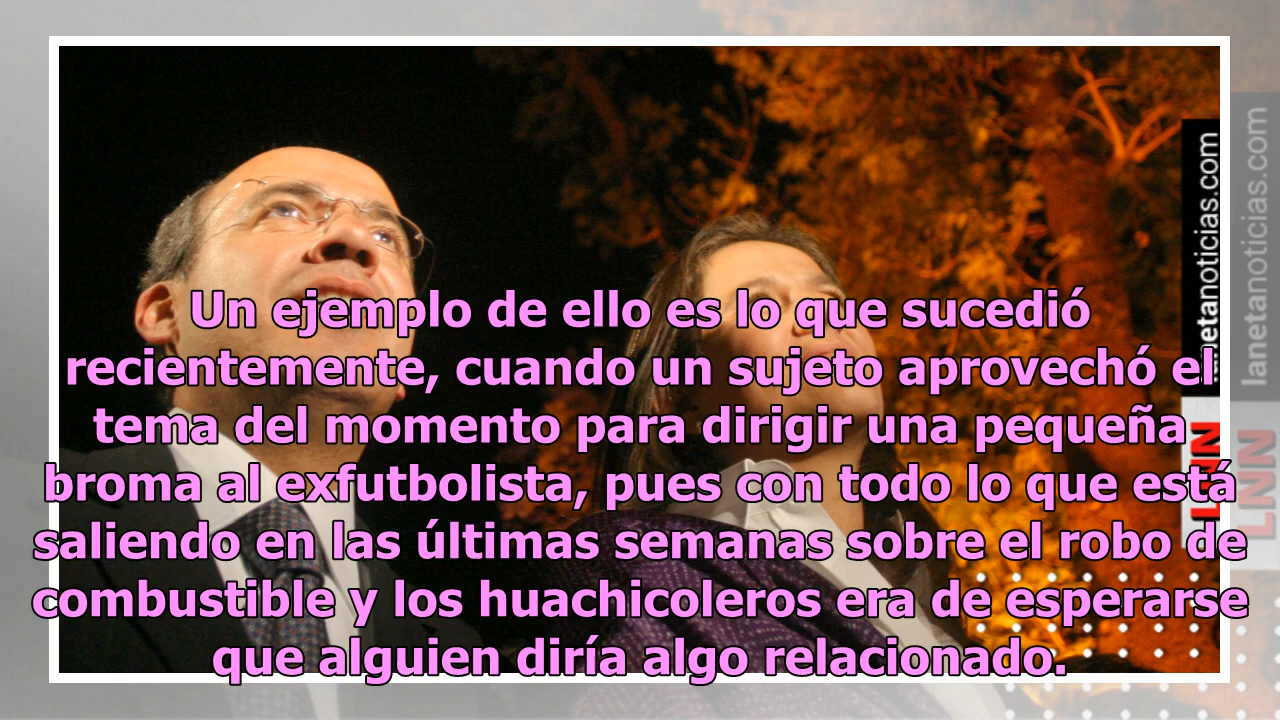 Un ejemplo de ello es lo que sucedió
recientemente, cuando un sujeto aprovechó el
tema del momento para dirigir una pequeña
broma al exfutbolista, pues con todo lo que está
saliendo en las últimas semanas sobre el robo de
combustible y los huachicoleros era de esperarse
que alguien diría algo relacionado.
lanetanoticias.com
LNN
lanetanoticias.com
LNN